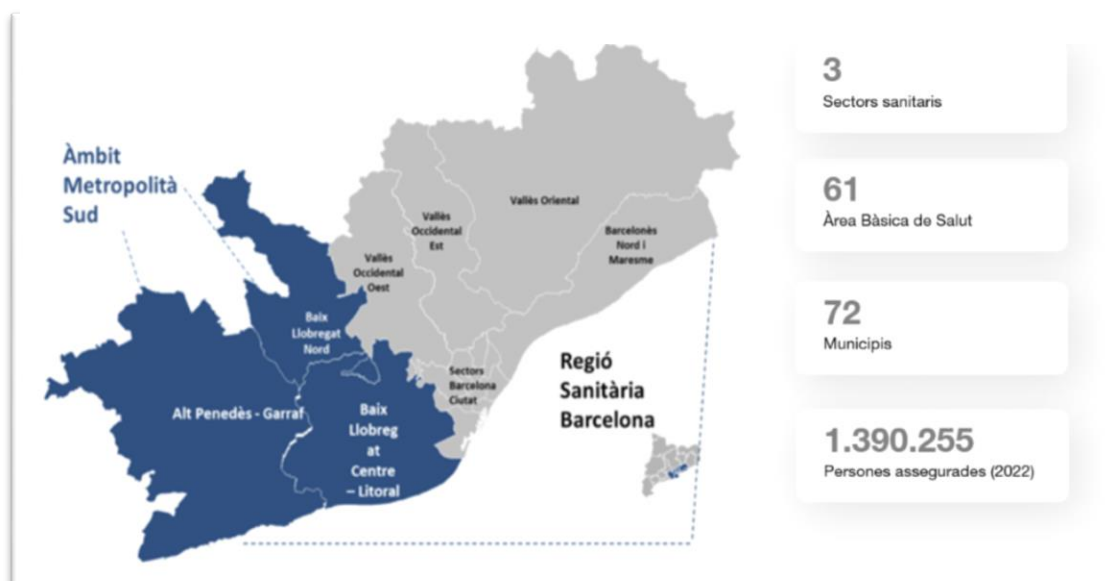 Àmbit
Metropolità
Sud
Vallès Oriental
Vallès
Occidental
Est
Barcelonès
Nord i
Maresme
Vallès
Occidental
Oest
Baix
Llobregat
Nord
Sectors
Barcelona
Ciutat
Alt Penedès - Garraf
Baix
Llobreg
at
Centre
– Litoral
Regió
Sanitària
Barcelona
3
Sectors sanitaris
61
Àrea Bàsica de Salut
72
Municipis
1.390.255
Persones assegurades (2022)